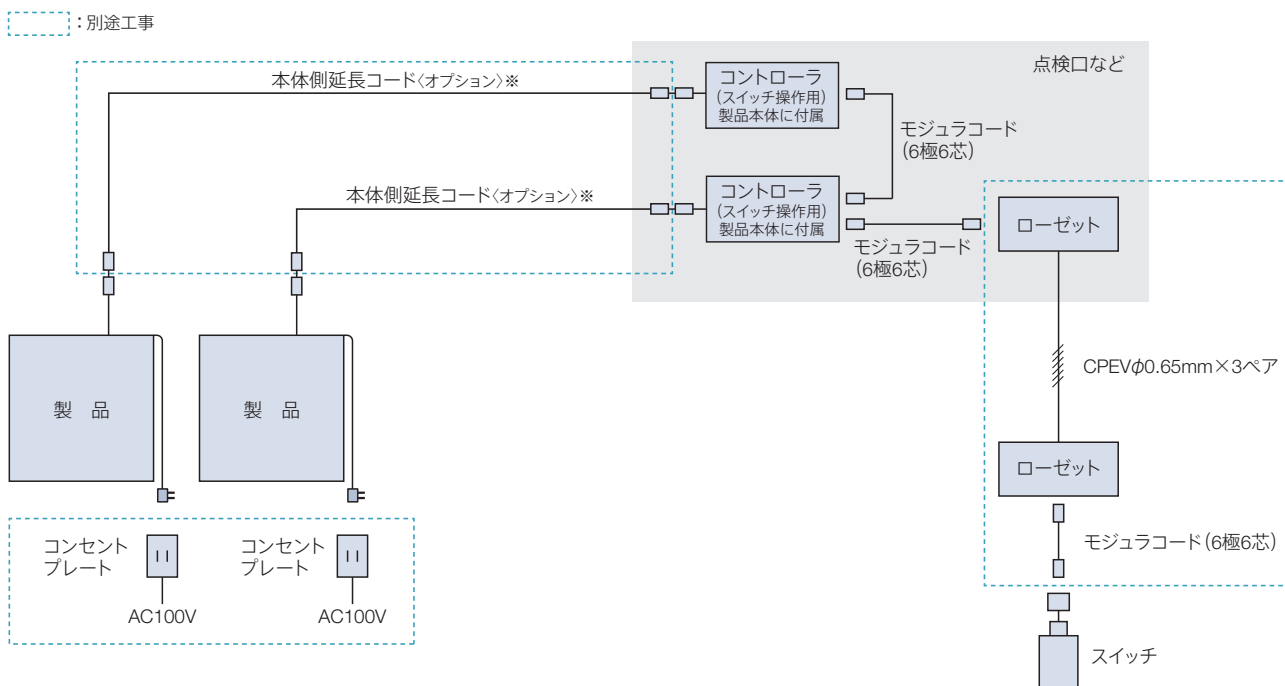 ：別途工事
点検口など
本体側延長コード〈オプション〉※
コントローラ
(スイッチ操作用)
製品本体に付属
モジュラコード
(6極6芯)
本体側延長コード〈オプション〉※
コントローラ
(スイッチ操作用)
製品本体に付属
モジュラコード
(6極6芯)
ローゼット
CPEVφ0.65mm×3ペア
製　品
製　品
ローゼット
コンセント
プレート
AC100V
コンセント
プレート
AC100V
モジュラコード(6極6芯)
スイッチ